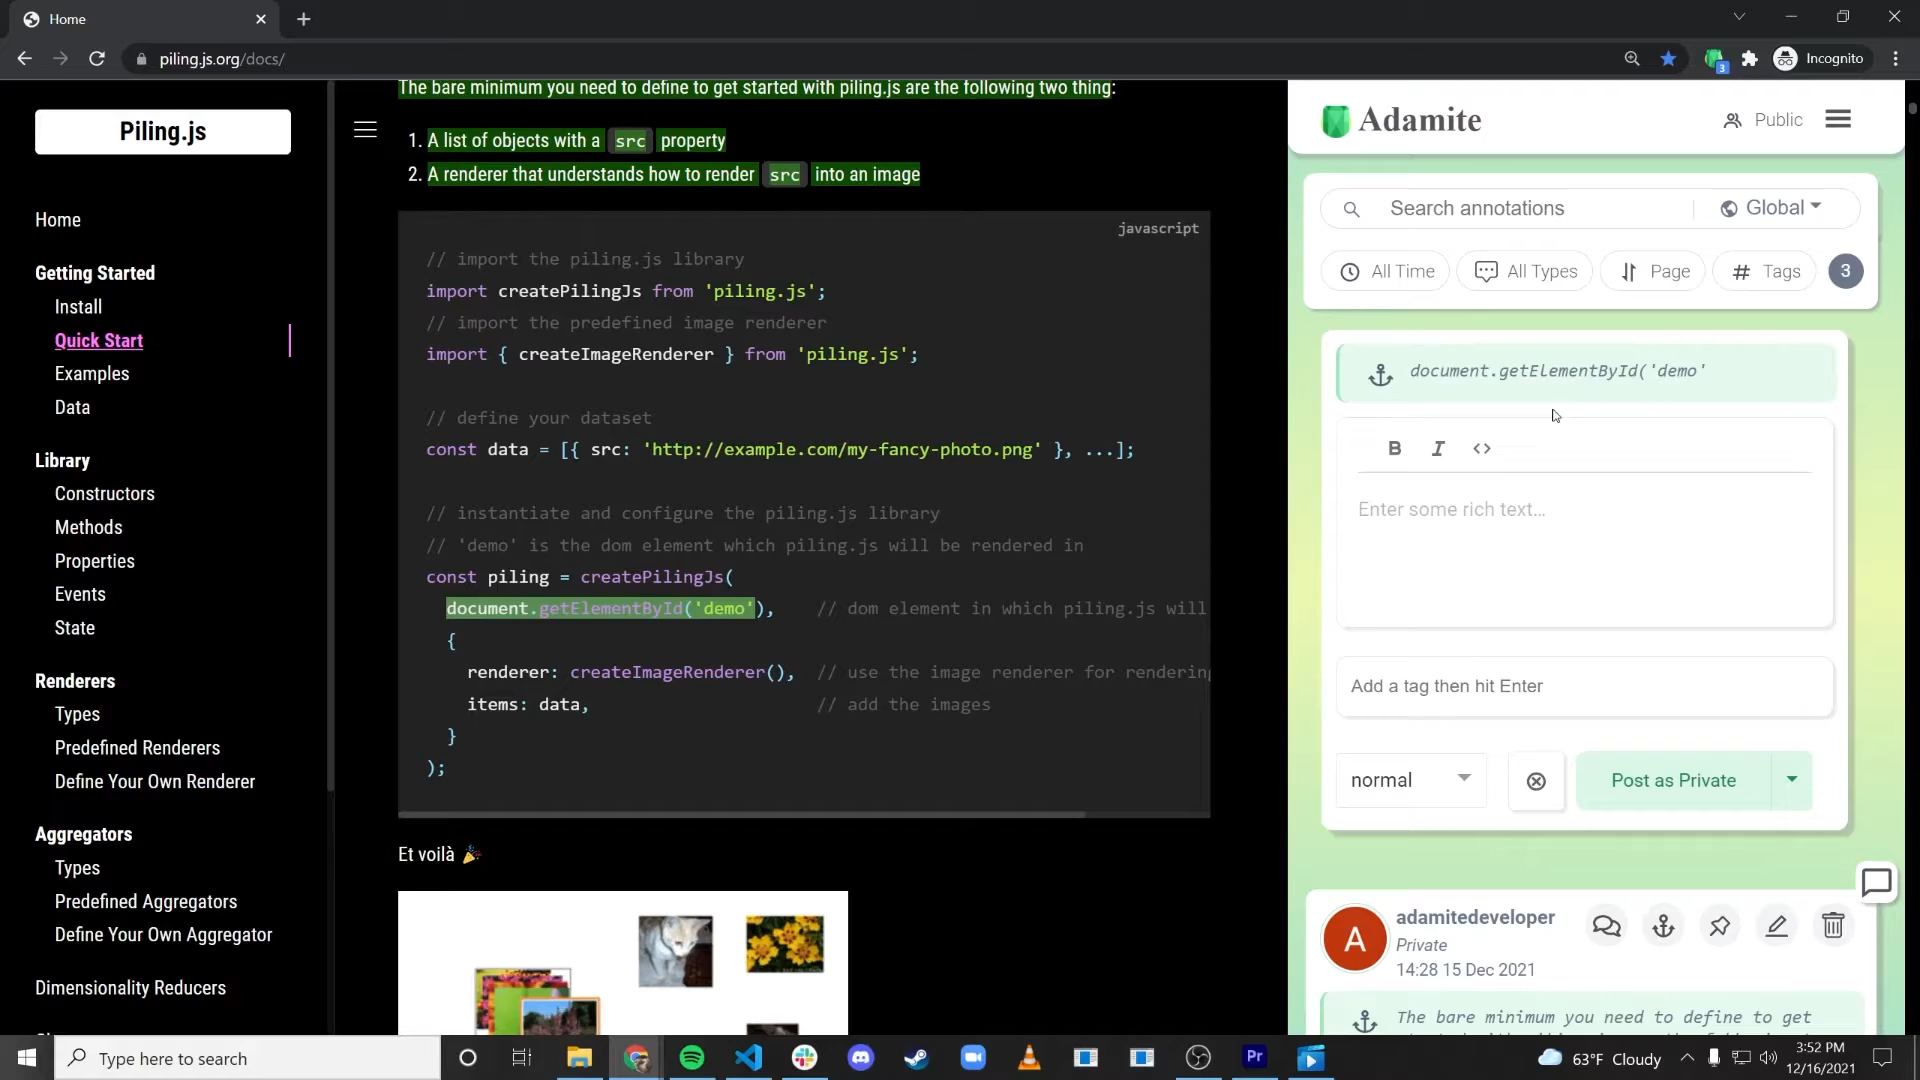 Home
piling.js.org/docs/
3
Incognito
Piling.js
Home
Getting Started
Install
Quick Start
Examples
Data
Library
Constructors
Methods
Properties
Events
State
Renderers
Types
Predefined Renderers
Define Your Own Renderer
Aggregators
Types
Predefined Aggregators
Define Your Own Aggregator
Dimensionality Reducers
The bare minimum you need to define to get started with piling.js are the following two thing:
1. A list of objects with a src property
2. A renderer that understands how to render src into an image
javascript
// import the piling.js library
import createPilingJs from 'piling.js';
// import the predefined image renderer
import { createImageRenderer } from 'piling.js';
// define your dataset
const data = [{ src: 'http://example.com/my-fancy-photo.png' }, ...];
// instantiate and configure the piling.js library
// 'demo' is the dom element which piling.js will be rendered in
const piling = createPilingJs(
document.getElementById('demo'), // dom element in which piling.js will
{
renderer: createImageRenderer(), // use the image renderer for rendering
items: data, // add the images
}
);
Et voilà 🎉
Adamite
Public
Search annotations
Global
All Time
All Types
Page
# Tags
3
document.getElementById('demo'
B I <>
Enter some rich text...
Add a tag then hit Enter
normal
Post as Private
A
adamitedeveloper
Private
14:28 15 Dec 2021
The bare minimum you need to define to get
Type here to search
Pr
63°F Cloudy
3:52 PM
12/16/2021